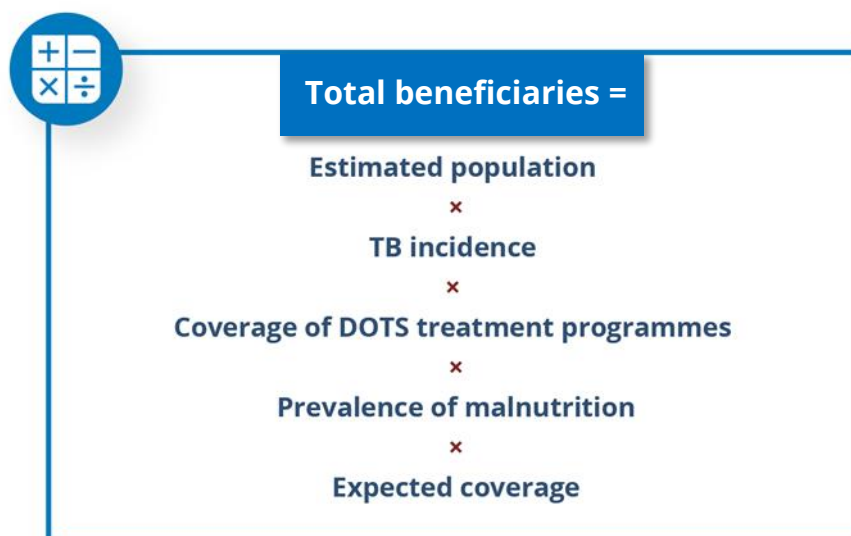 Total beneficiaries =
Estimated population
×
TB incidence
×
Coverage of DOTS treatment programmes
×
Prevalence of malnutrition
×
Expected coverage